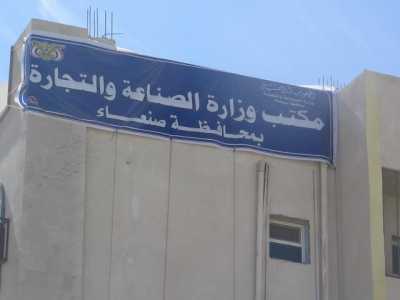 مكتب وزارة الصناعة والتجارة
بمحافظة صنعاء